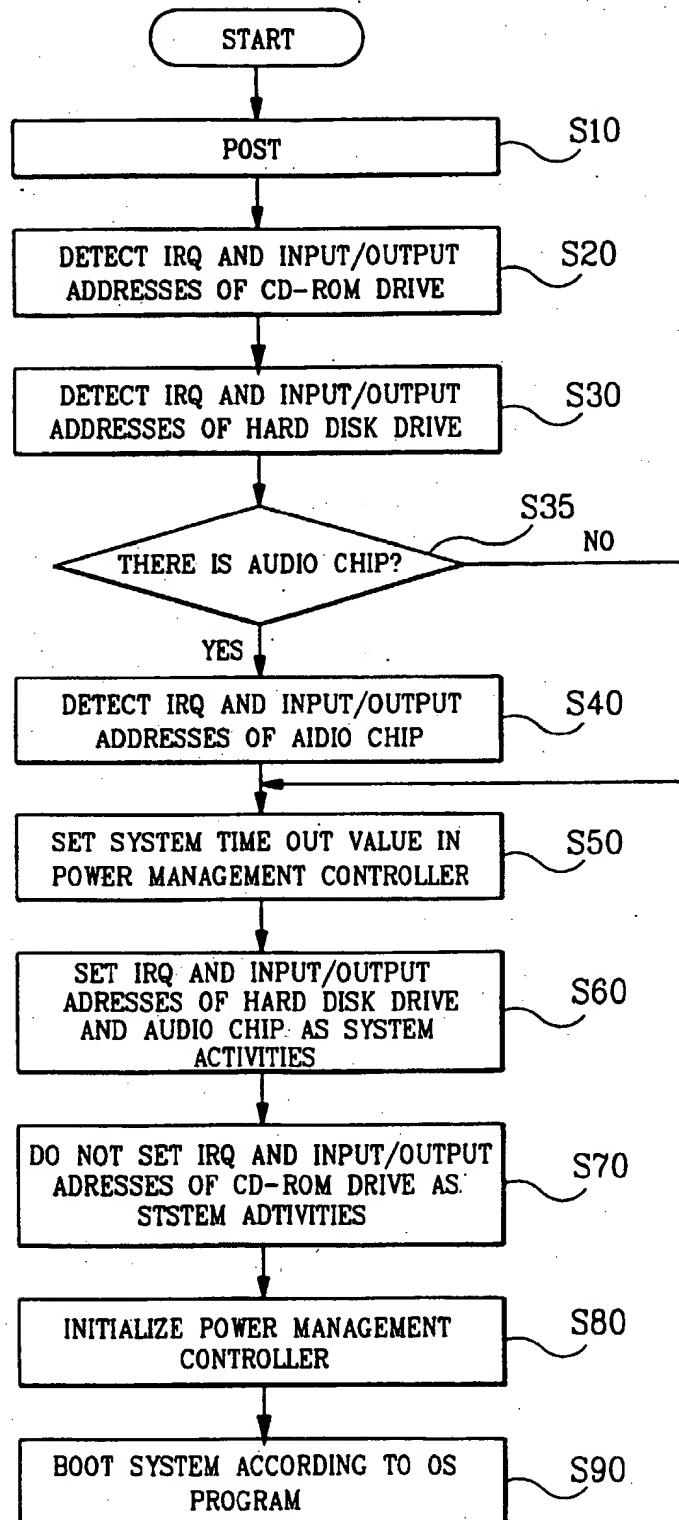 START
POST
S10
DETECT IRQ AND INPUT/OUTPUT
ADDRESSES OF CD-ROM DRIVE
S20
DETECT IRQ AND INPUT/OUTPUT
ADDRESSES OF HARD DISK DRIVE
S30
THERE IS AUDIO CHIP?
S35
NO
YES
DETECT IRQ AND INPUT/OUTPUT
ADDRESSES OF AIDIO CHIP
S40
SET SYSTEM TIME OUT VALUE IN
POWER MANAGEMENT CONTROLLER
S50
SET IRQ AND INPUT/OUTPUT
ADRESSES OF HARD DISK DRIVE
AND AUDIO CHIP AS SYSTEM
ACTIVITIES
S60
DO NOT SET IRQ AND INPUT/OUTPUT
ADRESSES OF CD-ROM DRIVE AS
STSTEM ADTIVITIES
S70
INITIALIZE POWER MANAGEMENT
CONTROLLER
S80
BOOT SYSTEM ACCORDING TO OS
PROGRAM
S90